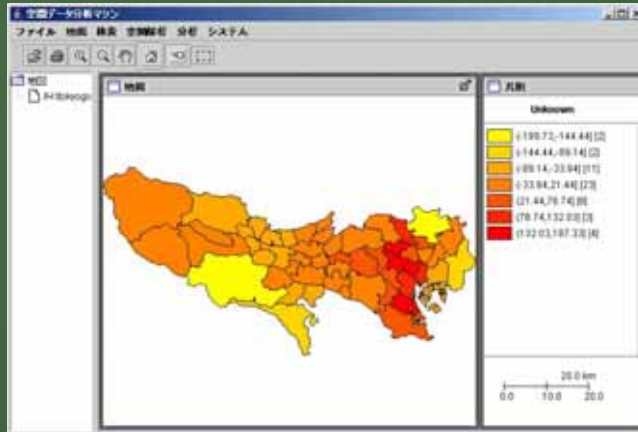 空間データ分析マシン
ファイル 地図 検索 空間解析 分析 システム
地図
地図
凡例
Unknown
(-199.73,-144.44] [2]
(-144.44,-89.14] [2]
(-89.14,-33.84] [11]
(-33.84,21.44] [23]
(21.44,76.74] [8]
(76.74,132.03] [3]
(132.03,187.33] [4]
20.0 km
0.0 10.0 20.0